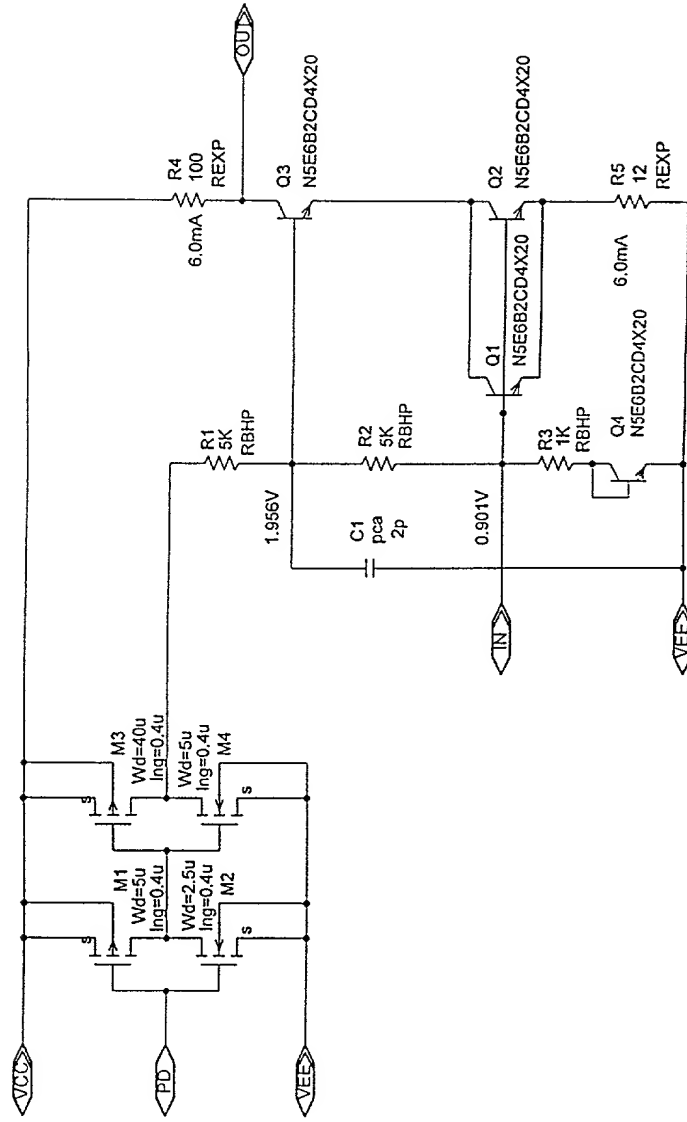 VCC
PD
VEE
M1
Wd=5u
lng=0.4u
Wd=2.5u
lng=0.4u
M2
s
s
M3
Wd=40u
lng=0.4u
Wd=5u
lng=0.4u
M4
s
s
R1
5K
RBHP
1.956V
C1
pca
2p
R2
5K
RBHP
0.901V
IN
VEE
R3
1K
RBHP
Q4
N5E6B2CD4X20
Q1
N5E6B2CD4X20
R4
100
REXP
6.0mA
OUT
Q3
N5E6B2CD4X20
Q2
N5E6B2CD4X20
R5
12
REXP
6.0mA